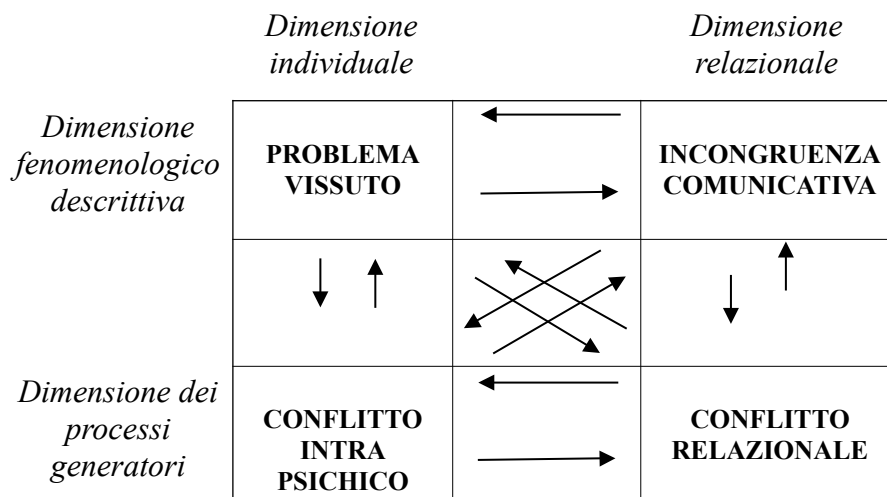 Dimensione
individuale
Dimensione
relazionale
Dimensione
fenomenologico
descrittiva
PROBLEMA
VISSUTO
INCONGRUENZA
COMUNICATIVA
Dimensione dei
processi
generatori
CONFLITTO
INTRA
PSICHICO
CONFLITTO
RELAZIONALE